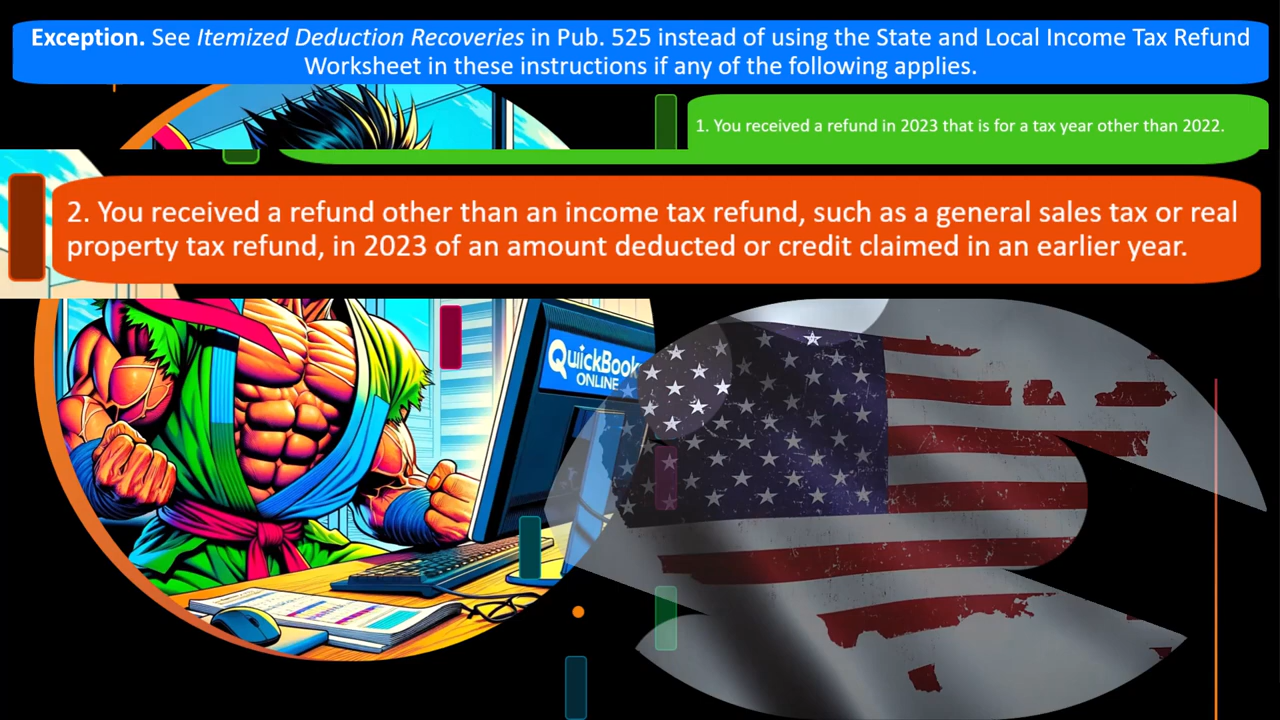 Exception. See Itemized Deduction Recoveries in Pub. 525 instead of using the State and Local Income Tax Refund
Worksheet in these instructions if any of the following applies.
1. You received a refund in 2023 that is for a tax year other than 2022.
2. You received a refund other than an income tax refund, such as a general sales tax or real
property tax refund, in 2023 of an amount deducted or credit claimed in an earlier year.
QuickBooks
ONLINE